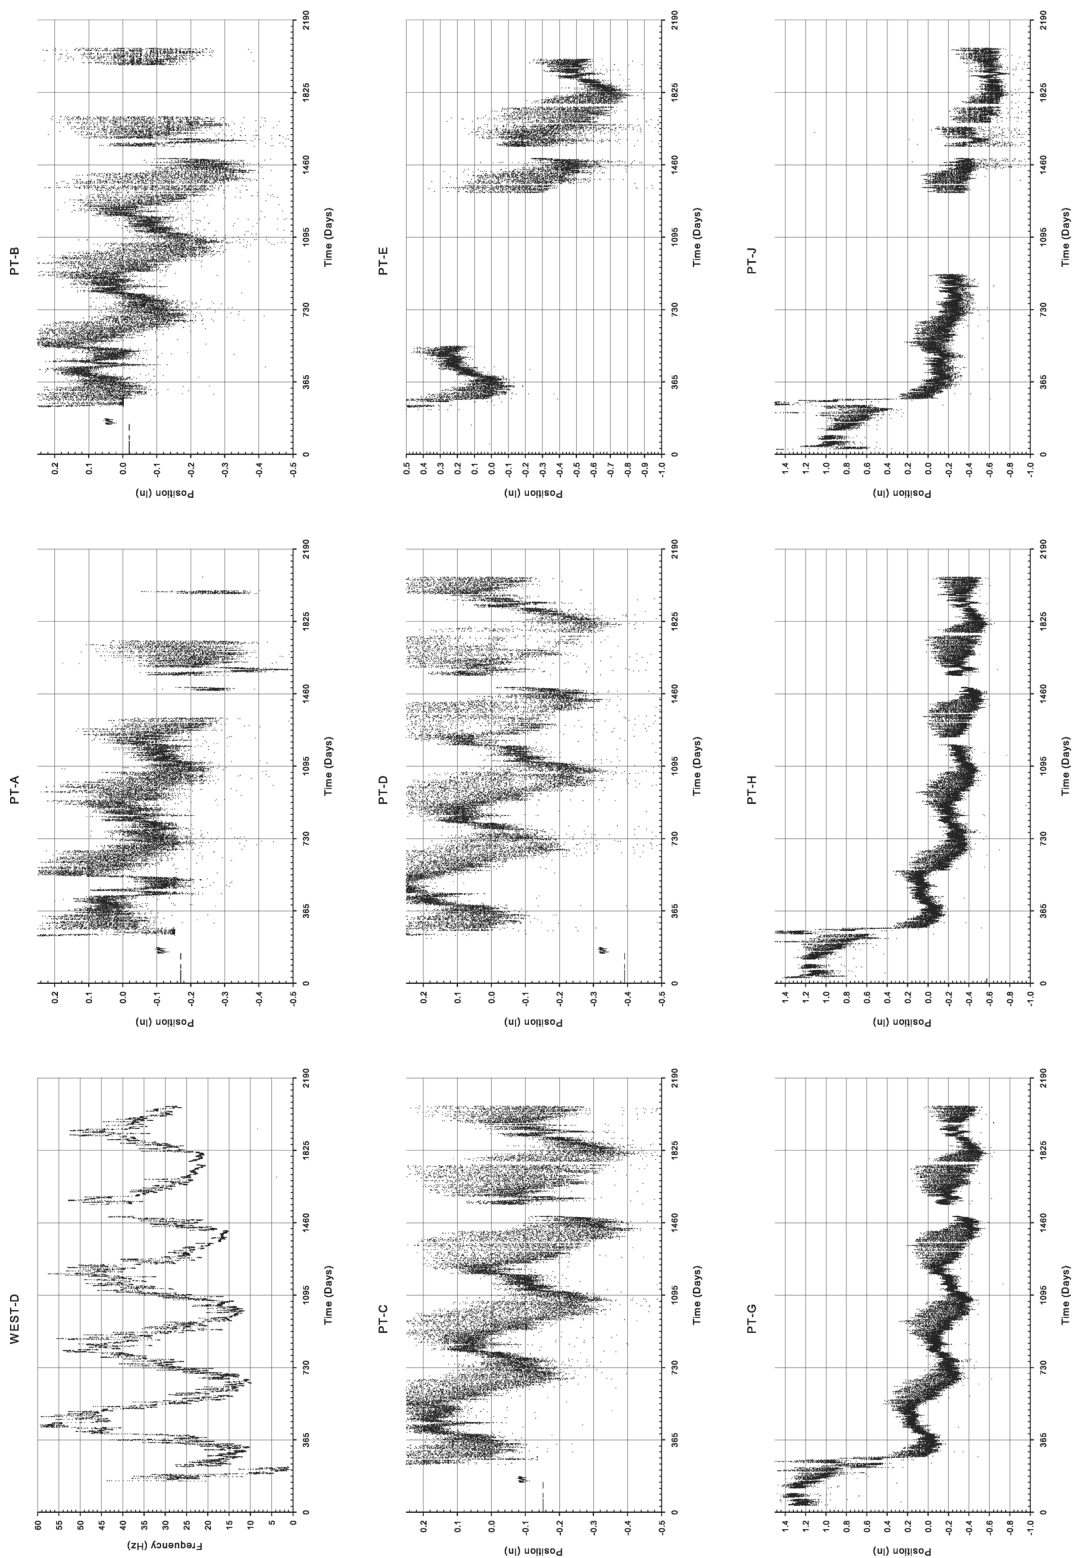 WEST-D
60
55
50
45
40
35
30
25
20
15
10
5
0
Frequency (Hz)
0 365 730 1095 1460 1825 2190
Time (Days)
PT-A
0.2
0.1
0.0
-0.1
-0.2
-0.3
-0.4
-0.5
Position (In)
0 365 730 1095 1460 1825 2190
Time (Days)
PT-B
0.2
0.1
0.0
-0.1
-0.2
-0.3
-0.4
-0.5
Position (In)
0 365 730 1095 1460 1825 2190
Time (Days)
PT-C
0.2
0.1
0.0
-0.1
-0.2
-0.3
-0.4
-0.5
Position (In)
0 365 730 1095 1460 1825 2190
Time (Days)
PT-D
0.2
0.1
0.0
-0.1
-0.2
-0.3
-0.4
-0.5
Position (In)
0 365 730 1095 1460 1825 2190
Time (Days)
PT-E
0.5
0.4
0.3
0.2
0.1
0.0
-0.1
-0.2
-0.3
-0.4
-0.5
-0.6
-0.7
-0.8
-0.9
-1.0
Position (In)
0 365 730 1095 1460 1825 2190
Time (Days)
PT-G
1.4
1.2
1.0
0.8
0.6
0.4
0.2
0.0
-0.2
-0.4
-0.6
-0.8
-1.0
Position (In)
0 365 730 1095 1460 1825 2190
Time (Days)
PT-H
1.4
1.2
1.0
0.8
0.6
0.4
0.2
0.0
-0.2
-0.4
-0.6
-0.8
-1.0
Position (In)
0 365 730 1095 1460 1825 2190
Time (Days)
PT-J
1.4
1.2
1.0
0.8
0.6
0.4
0.2
0.0
-0.2
-0.4
-0.6
-0.8
-1.0
Position (In)
0 365 730 1095 1460 1825 2190
Time (Days)